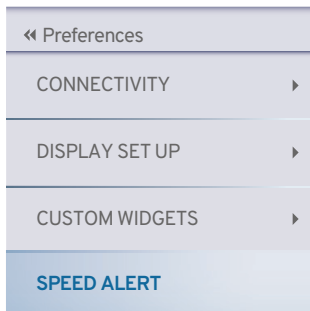 Preferences
CONNECTIVITY
DISPLAY SET UP
CUSTOM WIDGETS
SPEED ALERT